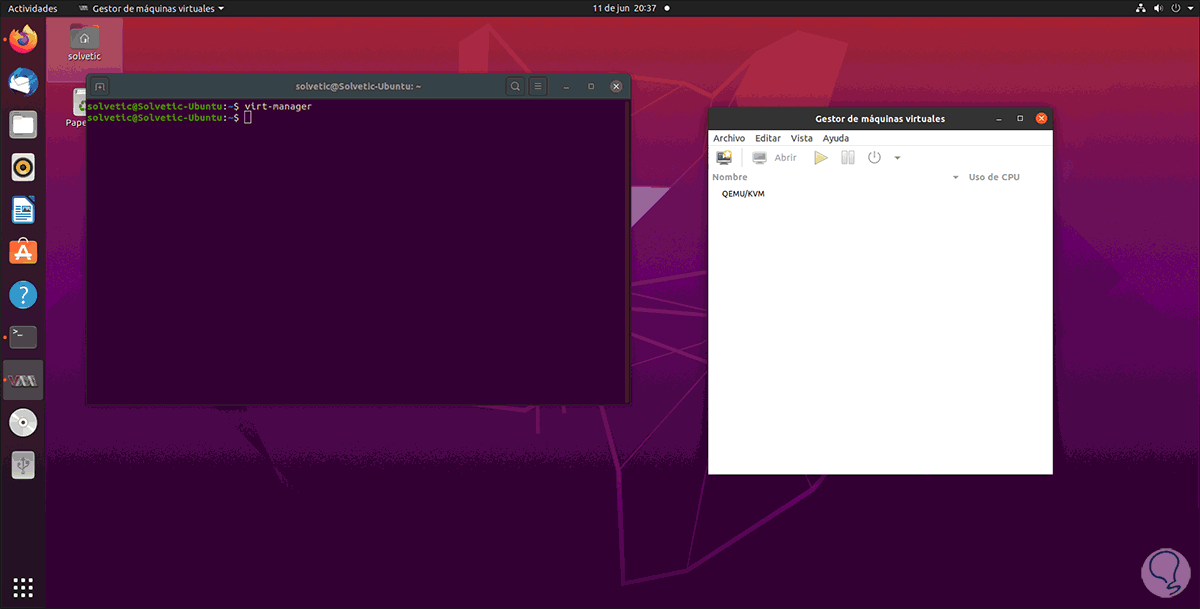 Actividades Gestor de máquinas virtuales 11 de jun 20:37
solvetic
Pape
solvetic@Solvetic-Ubuntu: ~
solvetic@Solvetic-Ubuntu:~$ virt-manager
solvetic@Solvetic-Ubuntu:~$
Gestor de máquinas virtuales
Archivo Editar Vista Ayuda
Abrir
Nombre Uso de CPU
QEMU/KVM